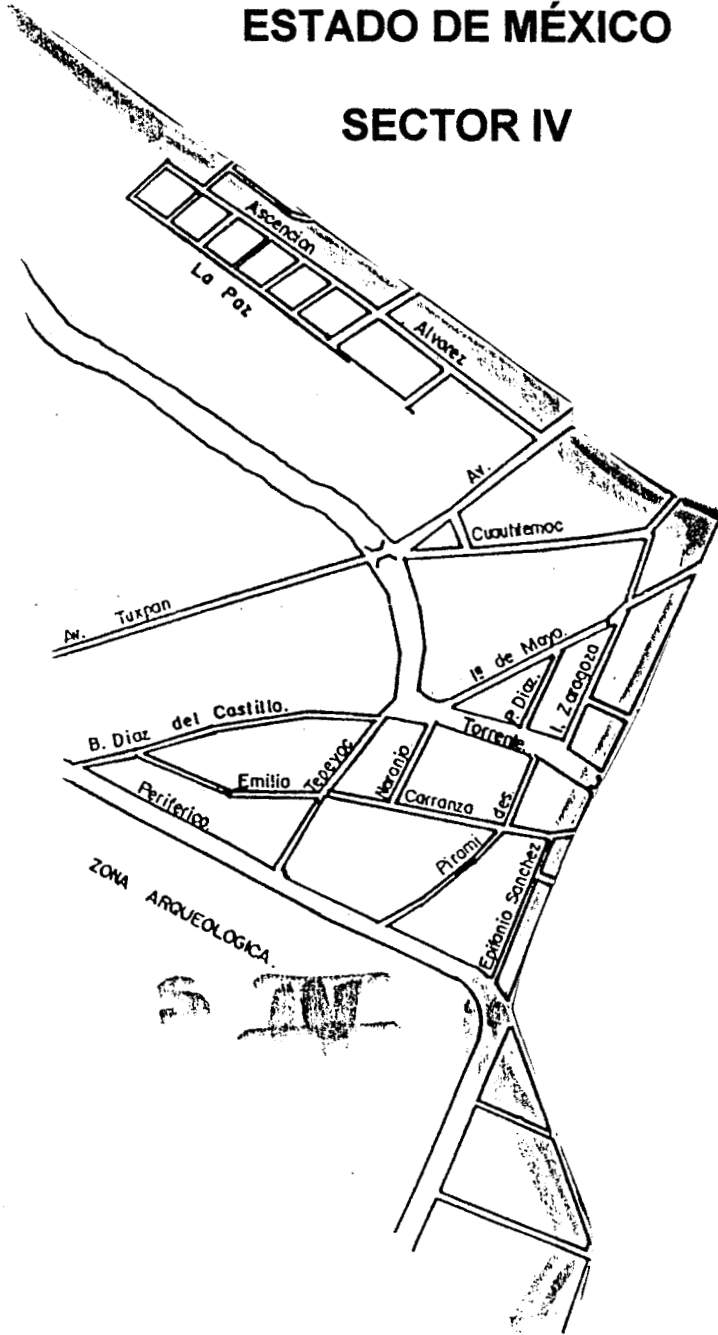 ESTADO DE MÉXICO
SECTOR IV
Ascencion
La Paz
Alvarez
Av.
Cuauhtemoc
Av. Tuxpan
1º de Mayo.
P. Diaz.
I. Zaragoza
B. Diaz del Castillo.
Torrente.
Tepeyac
Naranjo
Emilio
Carranza
Periferico.
Pirami
des
Epifanio Sanchez
ZONA ARQUEOLOGICA.
S IV